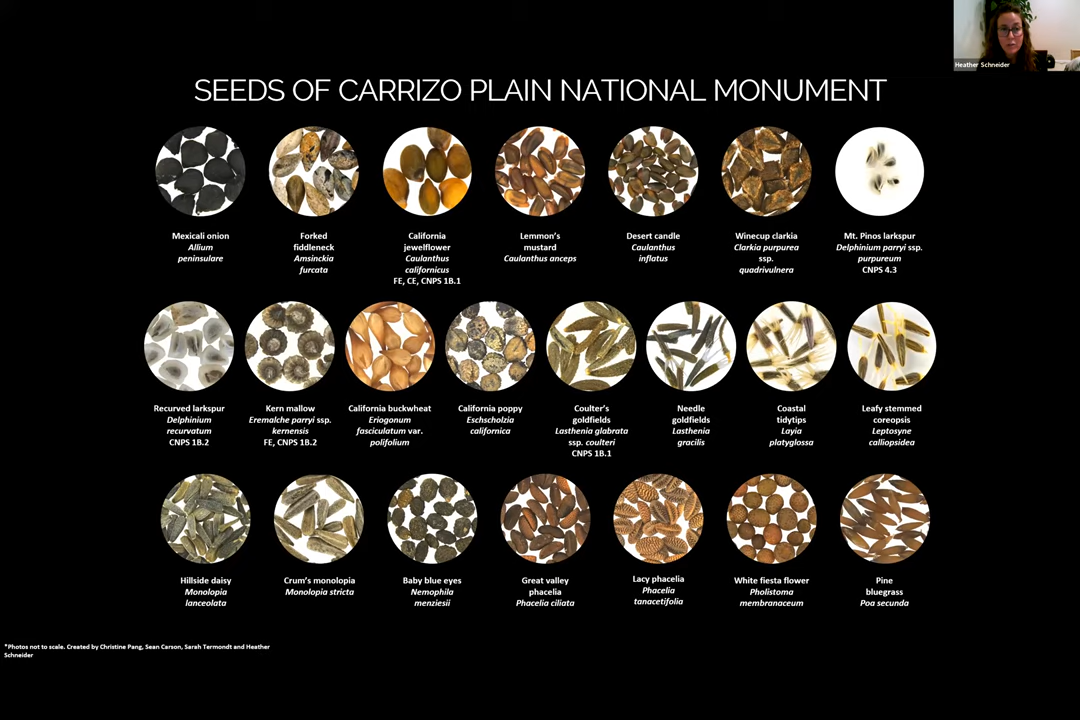 Heather Schneider
SEEDS OF CARRIZO PLAIN NATIONAL MONUMENT
Mexicali onion
Allium
peninsulare
Forked
fiddleneck
Amsinckia
furcata
California
jewelflower
Caulanthus
californicus
FE, CE, CNPS 1B.1
Lemmon's
mustard
Caulanthus anceps
Desert candle
Caulanthus
inflatus
Winecup clarkia
Clarkia purpurea
ssp.
quadrivulnera
Mt. Pinos larkspur
Delphinium parryi ssp.
purpureum
CNPS 4.3
Recurved larkspur
Delphinium
recurvatum
CNPS 1B.2
Kern mallow
Eremalche parryi ssp.
kernensis
FE, CNPS 1B.2
California buckwheat
Eriogonum
fasciculatum var.
polifolium
California poppy
Eschscholzia
californica
Coulter's
goldfields
Lasthenia glabrata
ssp. coulteri
CNPS 1B.1
Needle
goldfields
Lasthenia
gracilis
Coastal
tidytips
Layia
platyglossa
Leafy stemmed
coreopsis
Leptosyne
calliopsidea
Hillside daisy
Monolopia
lanceolata
Crum's monolopia
Monolopia stricta
Baby blue eyes
Nemophila
menziesii
Great valley
phacelia
Phacelia ciliata
Lacy phacelia
Phacelia
tanacetifolia
White fiesta flower
Pholistoma
membranaceum
Pine
bluegrass
Poa secunda
*Photos not to scale. Created by Christine Pang, Sean Carson, Sarah Termondt and Heather
Schneider